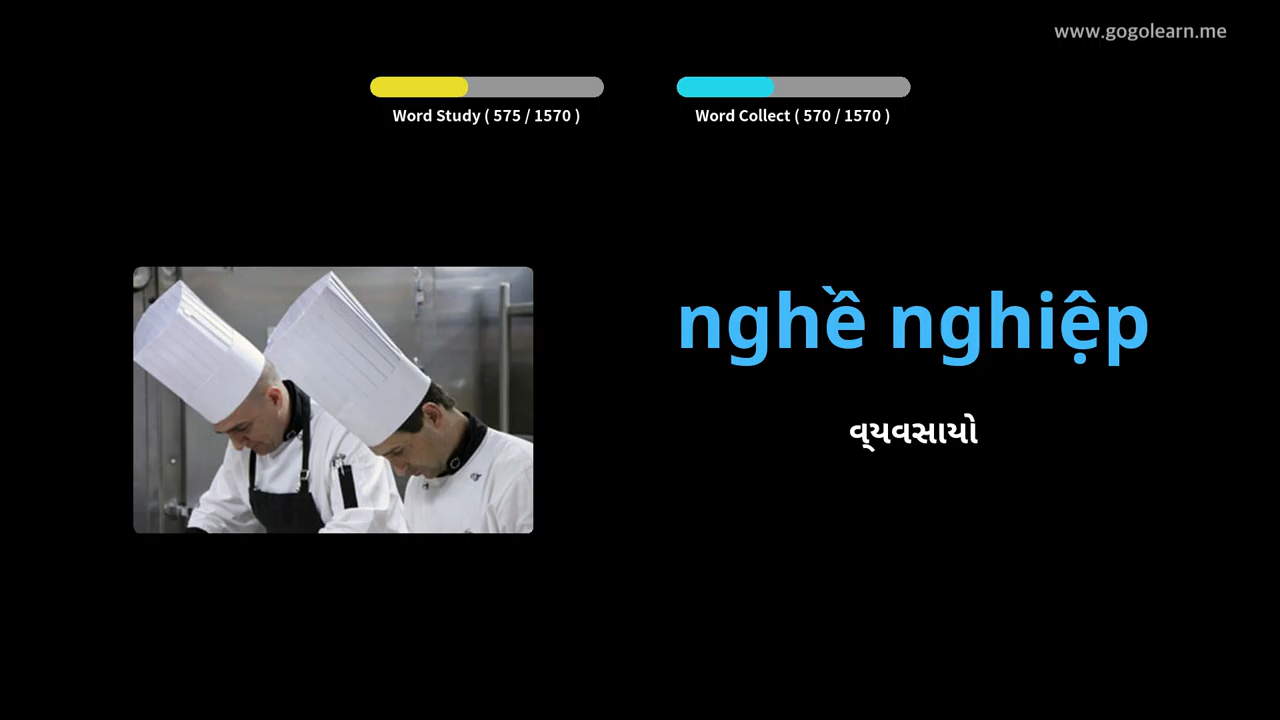 www.gogolearn.me
Word Study ( 575 / 1570 )
Word Collect ( 570 / 1570 )
nghề nghiệp
વ્યવસાયો